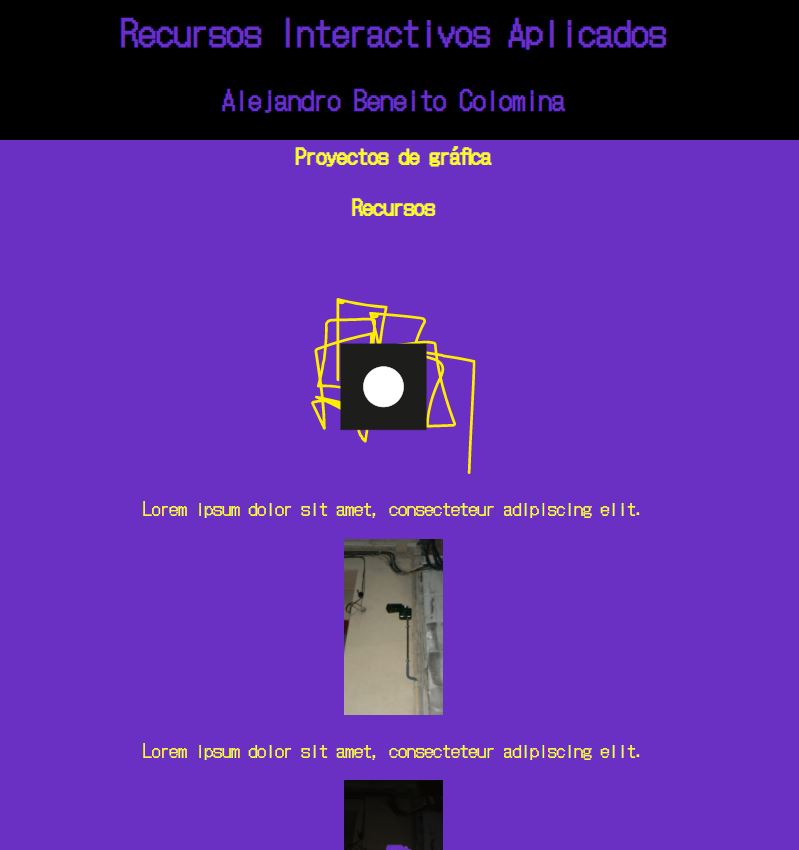 Recursos Interactivos Aplicados
Alejandro Beneito Colomina
Proyectos de gráfica
Recursos
Lorem ipsum dolor sit amet, consecteteur adipiscing elit.
Lorem ipsum dolor sit amet, consecteteur adipiscing elit.